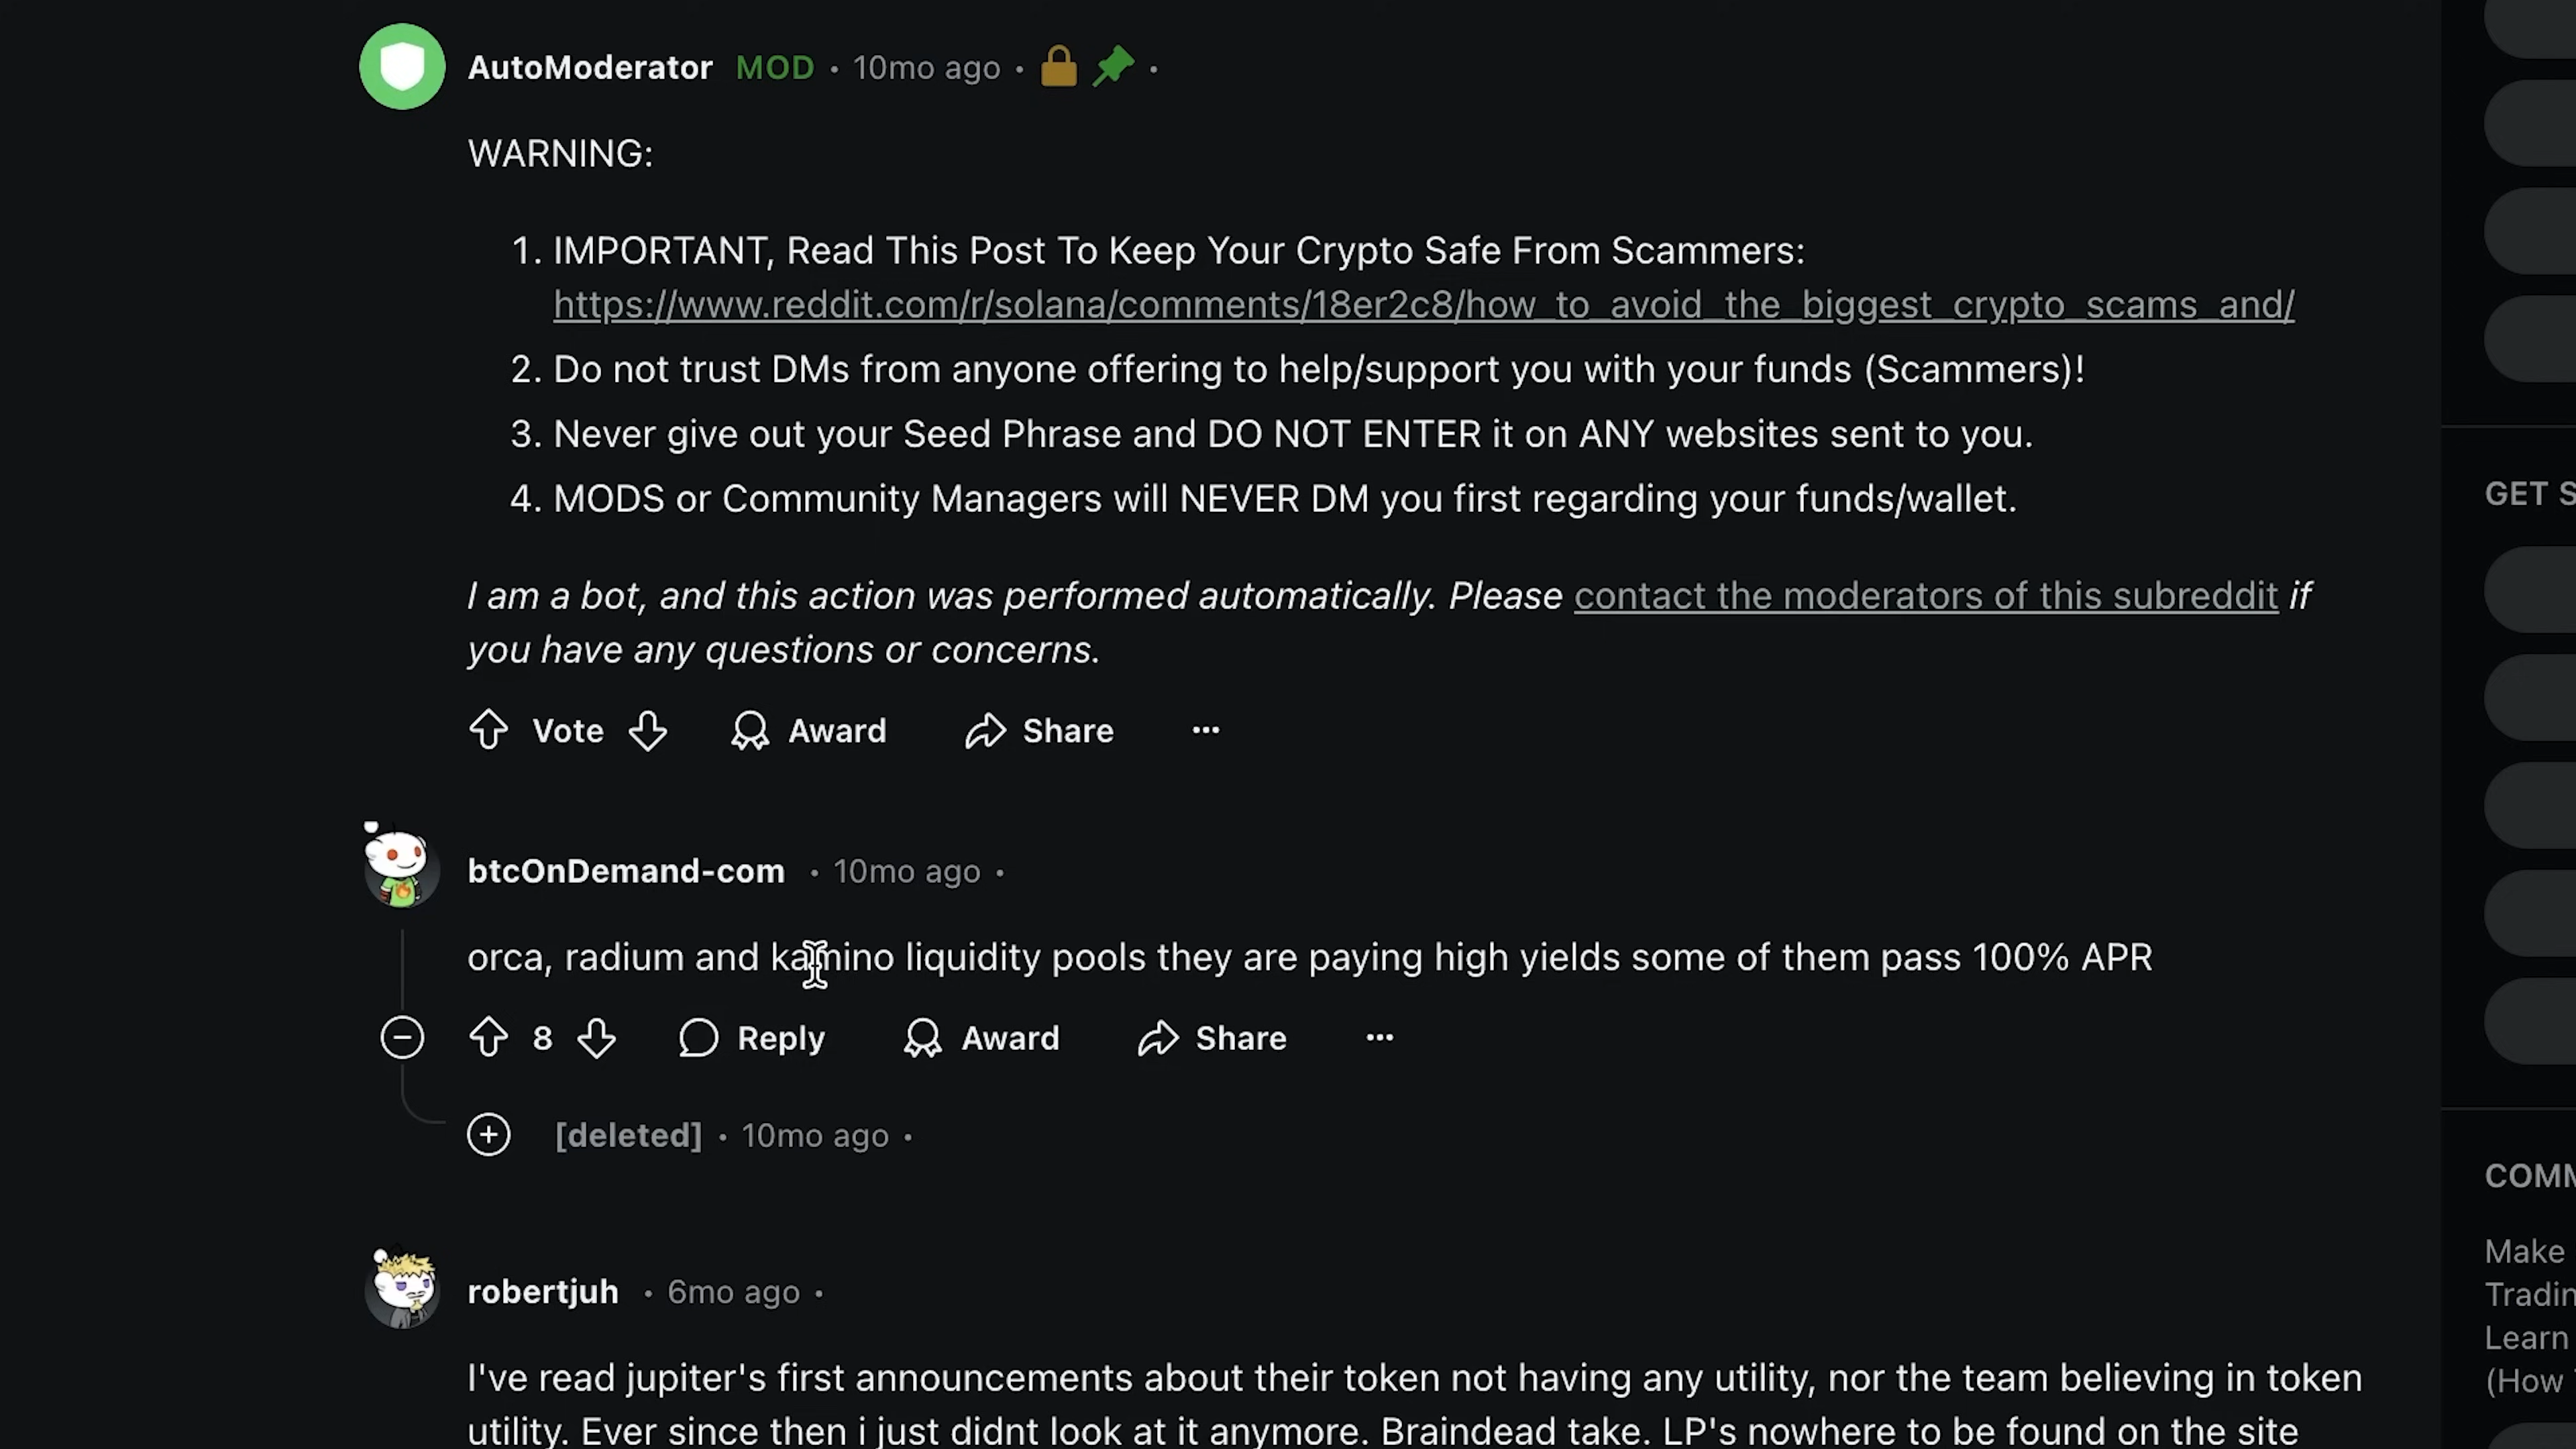 AutoModerator MOD • 10mo ago •
WARNING:
1. IMPORTANT, Read This Post To Keep Your Crypto Safe From Scammers:
https://www.reddit.com/r/solana/comments/18er2c8/how_to_avoid_the_biggest_crypto_scams_and/
2. Do not trust DMs from anyone offering to help/support you with your funds (Scammers)!
3. Never give out your Seed Phrase and DO NOT ENTER it on ANY websites sent to you.
4. MODS or Community Managers will NEVER DM you first regarding your funds/wallet.
I am a bot, and this action was performed automatically. Please contact the moderators of this subreddit if
you have any questions or concerns.
Vote Award Share ...
btcOnDemand-com • 10mo ago •
orca, radium and kamino liquidity pools they are paying high yields some of them pass 100% APR
8 Reply Award Share ...
[deleted] • 10mo ago •
robertjuh • 6mo ago •
I've read jupiter's first announcements about their token not having any utility, nor the team believing in token
utility. Ever since then i just didnt look at it anymore. Braindead take. LP's nowhere to be found on the site
GET S
COMM
Make
Tradin
Learn
(How